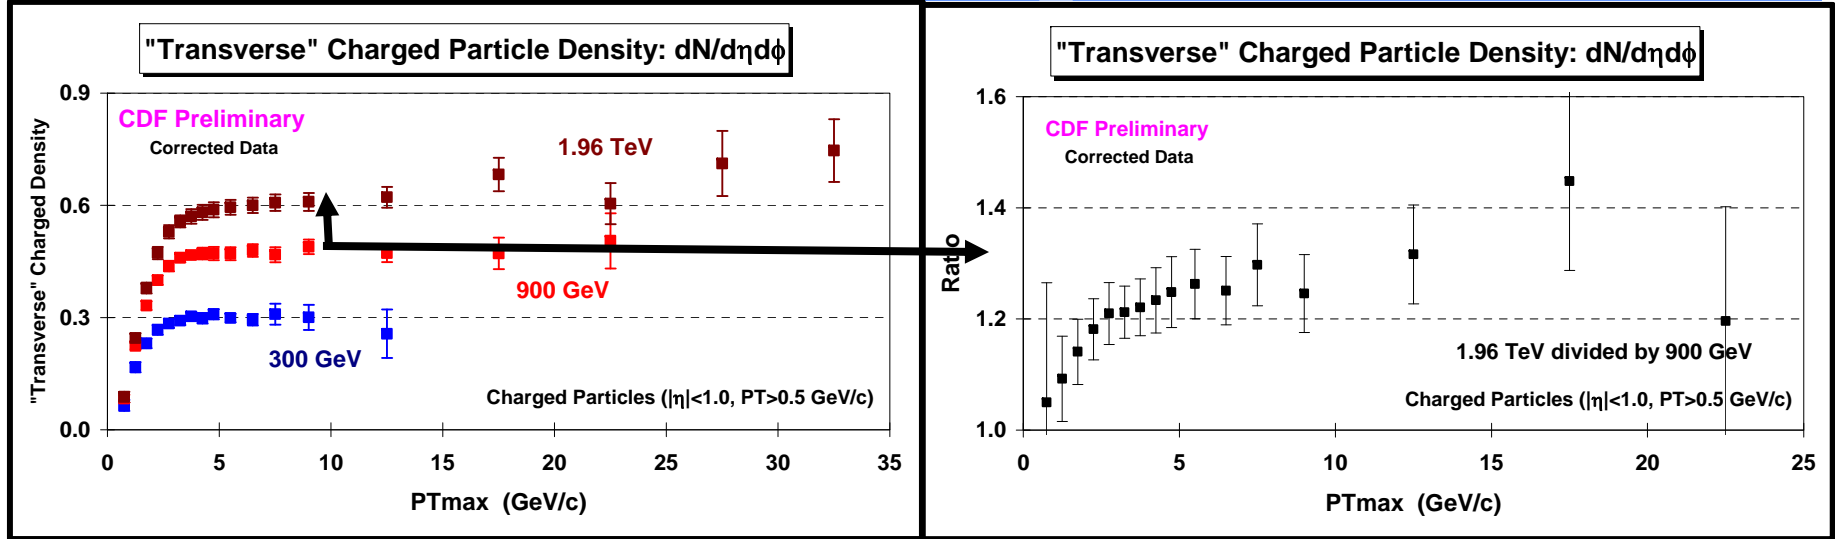 "Transverse" Charged Particle Density: dN/dηdϕ
"Transverse" Charged Density
0.9
0.6
0.3
0.0
CDF Preliminary
Corrected Data
1.96 TeV
900 GeV
300 GeV
Charged Particles (|η|<1.0, PT>0.5 GeV/c)
0 5 10 15 20 25 30 35
PTmax (GeV/c)
"Transverse" Charged Particle Density: dN/dηdϕ
Ratio
1.6
1.4
1.2
1.0
CDF Preliminary
Corrected Data
1.96 TeV divided by 900 GeV
Charged Particles (|η|<1.0, PT>0.5 GeV/c)
0 5 10 15 20 25
PTmax (GeV/c)